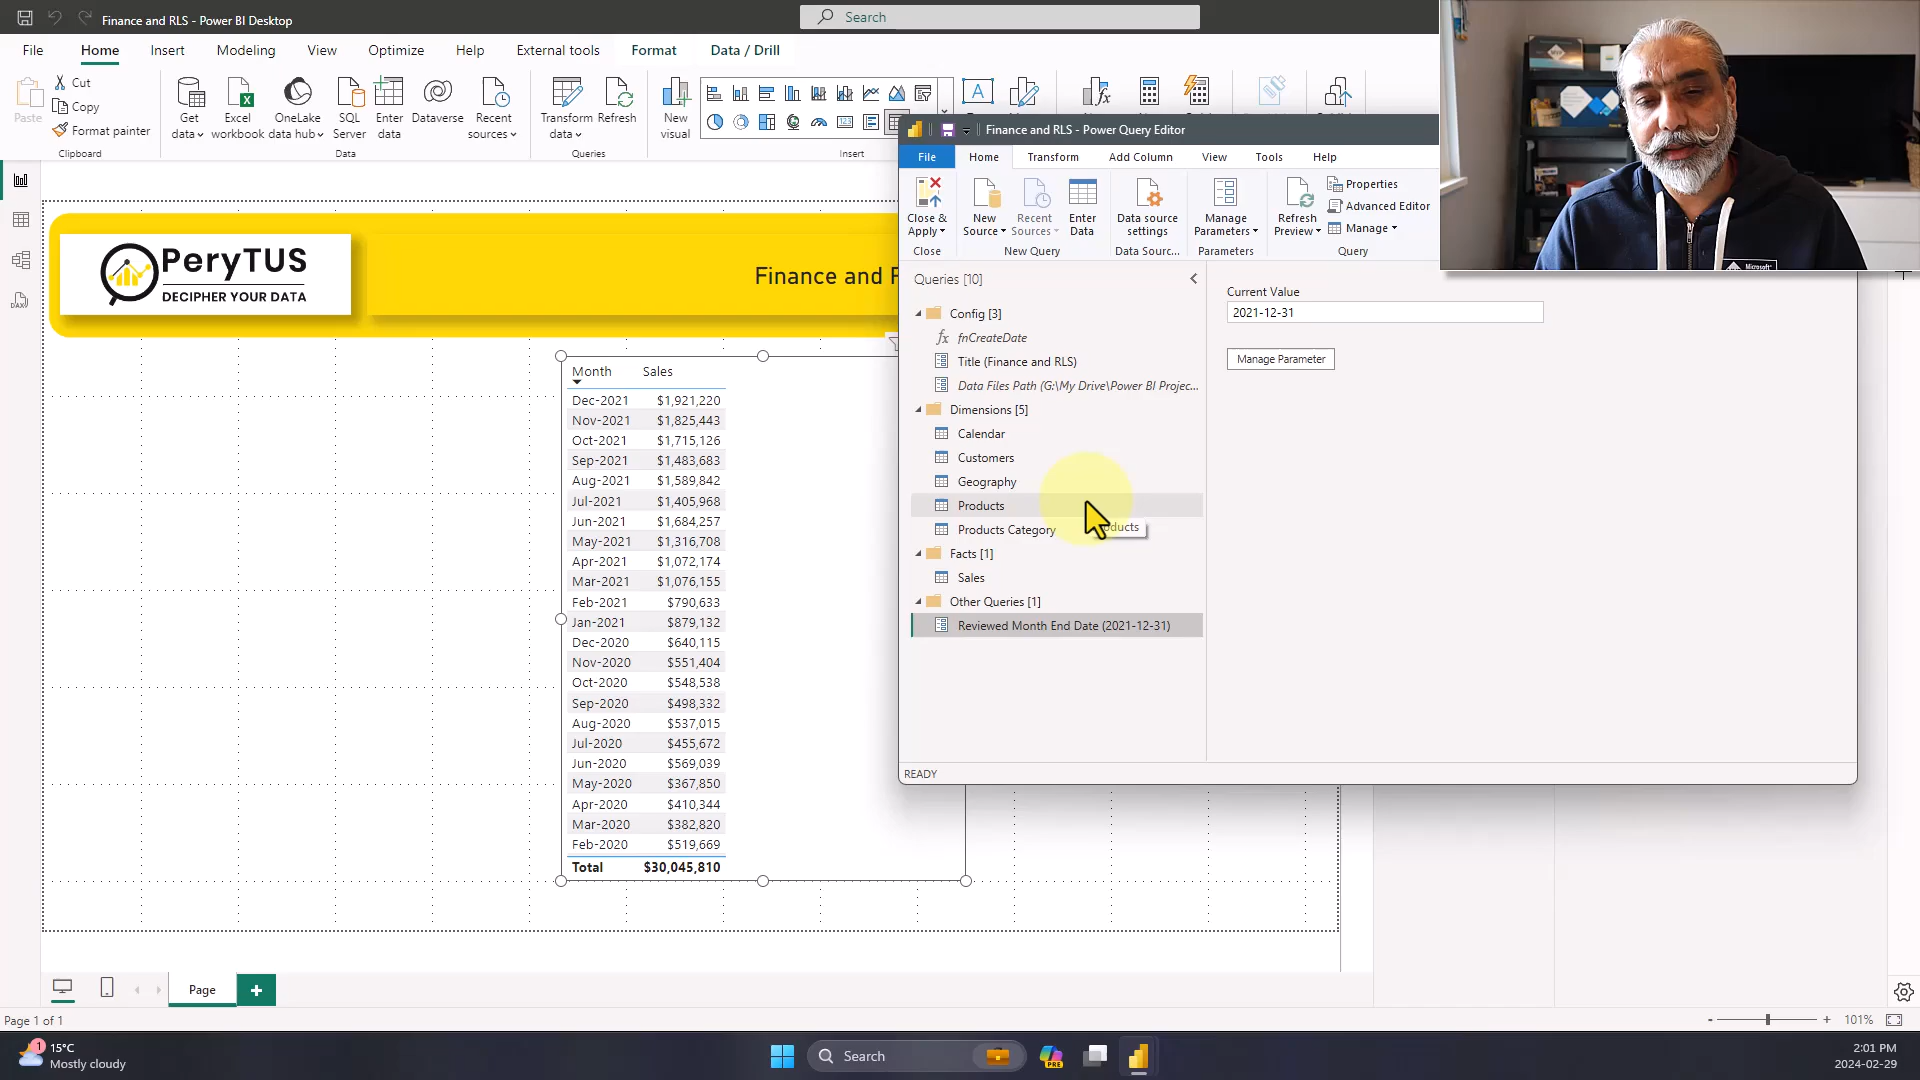 Finance and RLS - Power BI Desktop
Search
File
Home
Insert
Modeling
View
Optimize
Help
External tools
Format
Data / Drill
Paste
Cut
Copy
Format painter
Clipboard
Get data
Excel workbook
OneLake data hub
SQL Server
Enter data
Dataverse
Recent sources
Data
Transform data
Refresh
Queries
New visual
Insert
PeryTUS
DECIPHER YOUR DATA
Finance and R
Month Sales
Dec-2021 $1,921,220
Nov-2021 $1,825,443
Oct-2021 $1,715,126
Sep-2021 $1,483,683
Aug-2021 $1,589,842
Jul-2021 $1,405,968
Jun-2021 $1,684,257
May-2021 $1,316,708
Apr-2021 $1,072,174
Mar-2021 $1,076,155
Feb-2021 $790,633
Jan-2021 $879,132
Dec-2020 $640,115
Nov-2020 $551,404
Oct-2020 $548,538
Sep-2020 $498,332
Aug-2020 $537,015
Jul-2020 $455,672
Jun-2020 $569,039
May-2020 $367,850
Apr-2020 $410,344
Mar-2020 $382,820
Feb-2020 $519,669
Total $30,045,810
Finance and RLS - Power Query Editor
File
Home
Transform
Add Column
View
Tools
Help
Close & Apply
Close
New Source
Recent Sources
Enter Data
New Query
Data source settings
Data Sourc...
Manage Parameters
Parameters
Refresh Preview
Properties
Advanced Editor
Manage
Query
Microsoft
Queries [10]
Config [3]
fnCreateDate
Title (Finance and RLS)
Data Files Path (G:\My Drive\Power BI Projec...
Dimensions [5]
Calendar
Customers
Geography
Products
Products Category
oducts
Facts [1]
Sales
Other Queries [1]
Reviewed Month End Date (2021-12-31)
Current Value
2021-12-31
Manage Parameter
READY
Page
Page 1 of 1
101%
1
15°C
Mostly cloudy
Search
PRE
2:01 PM
2024-02-29